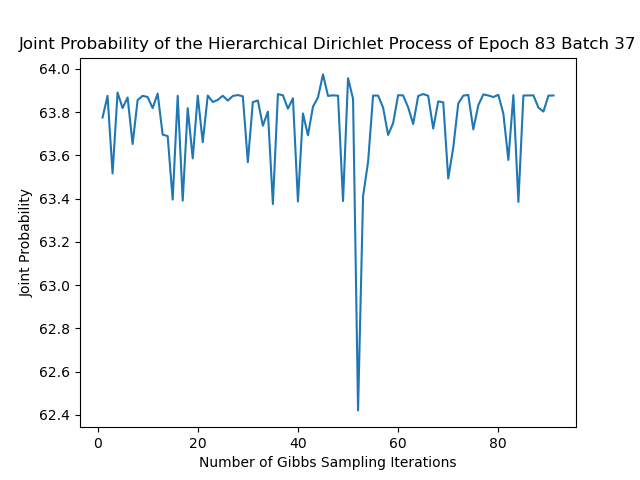 Joint Probability of the Hierarchical Dirichlet Process of Epoch 83 Batch 37
64.0
63.8
63.6
63.4
63.2
63.0
62.8
62.6
62.4
Joint Probability
0 20 40 60 80
Number of Gibbs Sampling Iterations